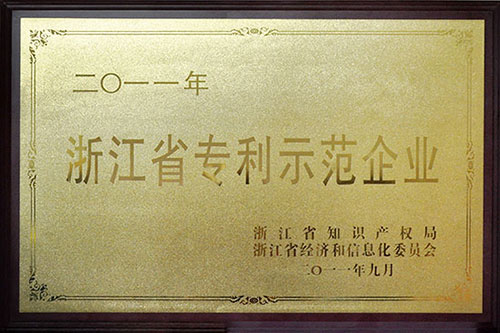 二〇一一年
浙江省专利示范企业
浙江省知识产权局
浙江省经济和信息化委员会
二〇一一年九月